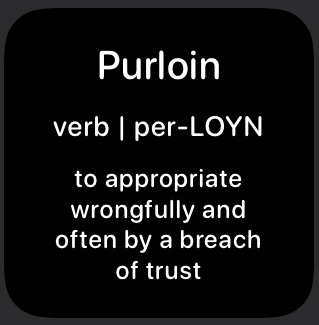 Purloin
verb | per-LOYN
to appropriate
wrongfully and
often by a breach
of trust